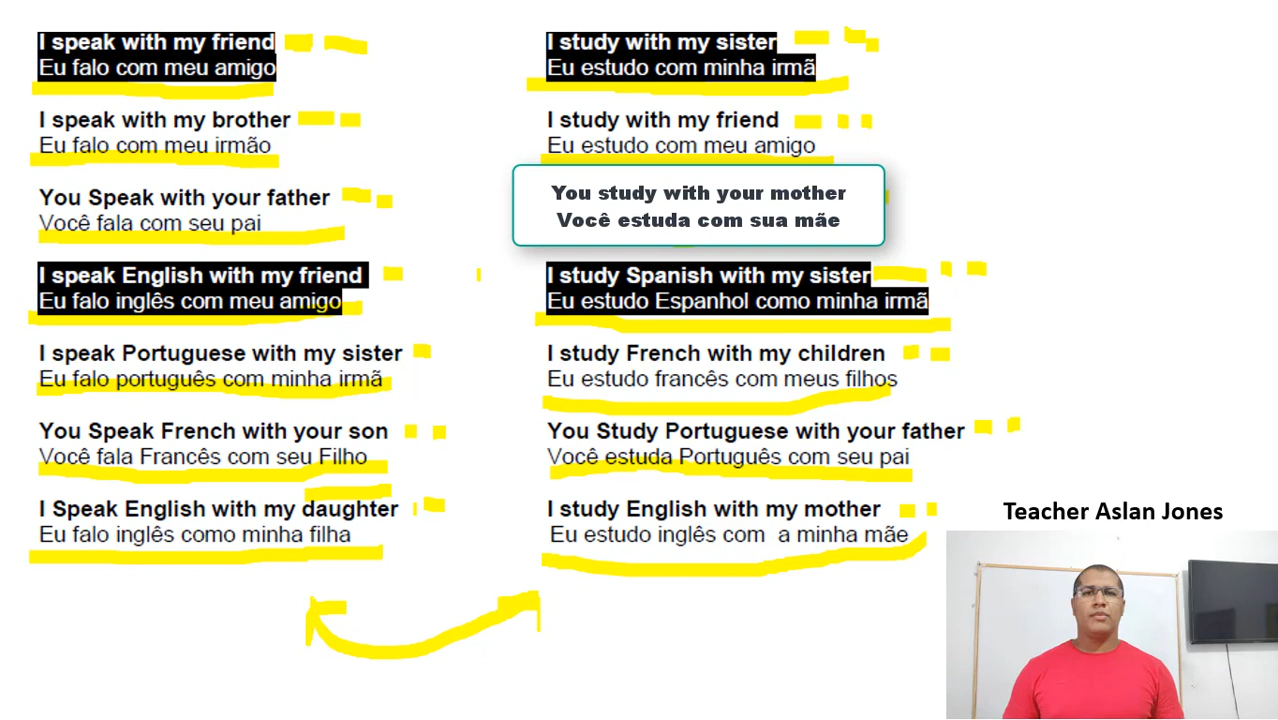 I speak with my friend
Eu falo com meu amigo
I speak with my brother
Eu falo com meu irmão
You Speak with your father
Você fala com seu pai
I speak English with my friend
Eu falo inglês com meu amigo
I speak Portuguese with my sister
Eu falo português com minha irmã
You Speak French with your son
Você fala Francês com seu Filho
I Speak English with my daughter
Eu falo inglês como minha filha
I study with my sister
Eu estudo com minha irmã
I study with my friend
Eu estudo com meu amigo
You study with your mother
Você estuda com sua mãe
I study Spanish with my sister
Eu estudo Espanhol como minha irmã
I study French with my children
Eu estudo francês com meus filhos
You Study Portuguese with your father
Você estuda Português com seu pai
I study English with my mother
Eu estudo inglês com  a minha mãe
Teacher Aslan Jones